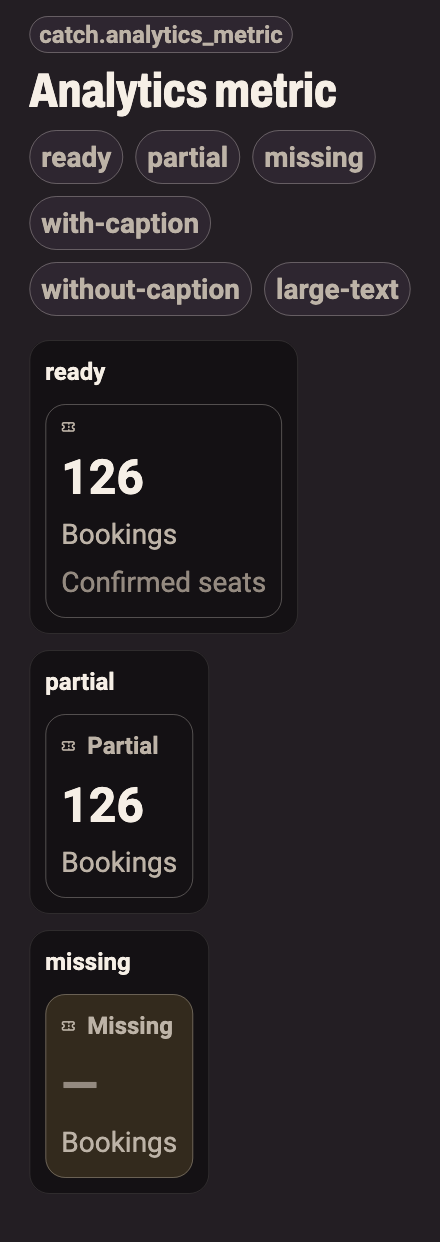 catch.analytics_metric
Analytics metric
ready partial missing
with-caption
without-caption large-text
ready
126
Bookings
Confirmed seats
partial
Partial
126
Bookings
missing
Missing
—
Bookings